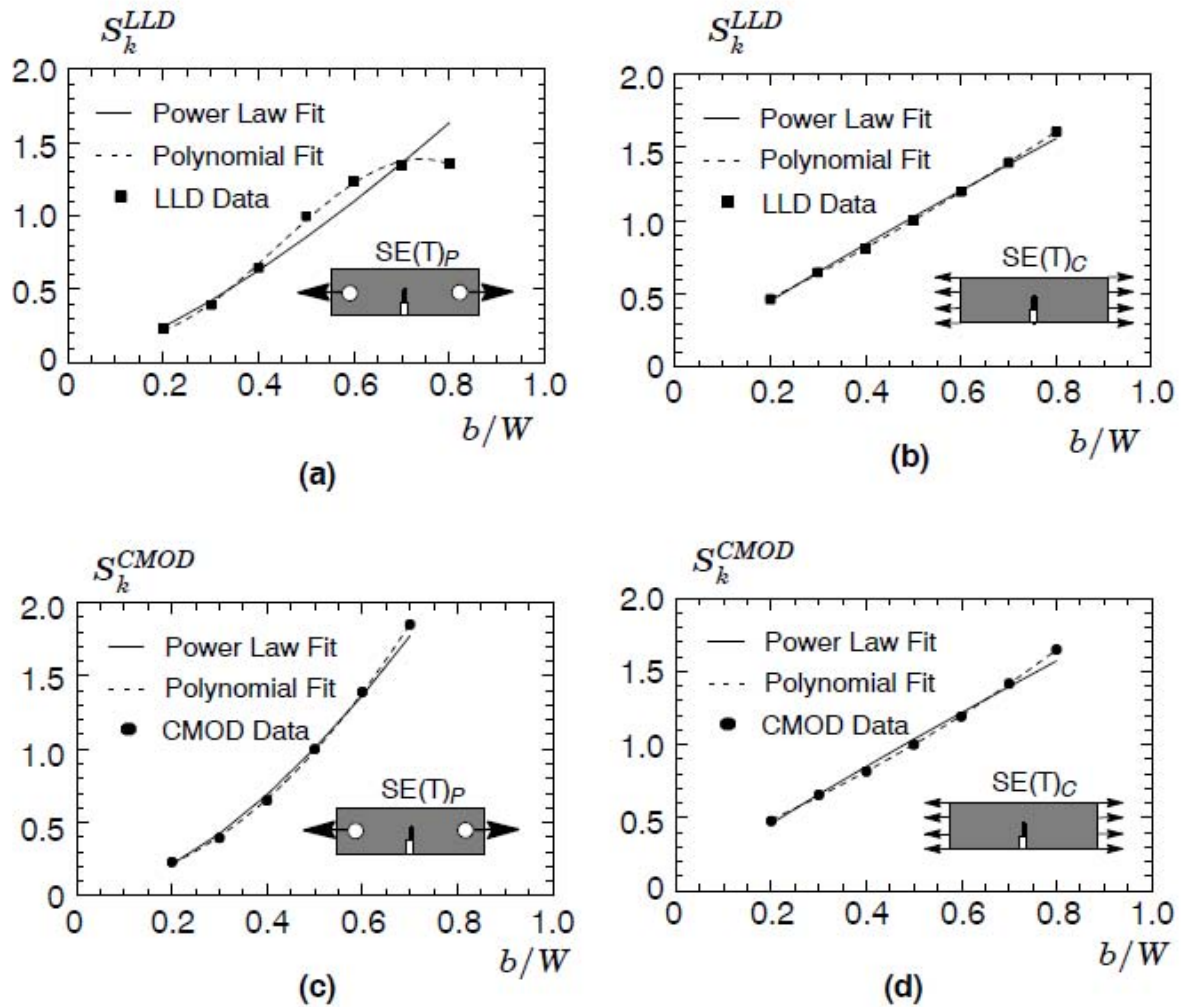 S_k^{LLD}
2.0
1.5
1.0
0.5
0
Power Law Fit
Polynomial Fit
LLD Data
SE(T)_P
0 0.2 0.4 0.6 0.8 1.0
b/W
(a)
S_k^{LLD}
2.0
1.5
1.0
0.5
0
Power Law Fit
Polynomial Fit
LLD Data
SE(T)_C
0 0.2 0.4 0.6 0.8 1.0
b/W
(b)
S_k^{CMOD}
2.0
1.5
1.0
0.5
0
Power Law Fit
Polynomial Fit
CMOD Data
SE(T)_P
0 0.2 0.4 0.6 0.8 1.0
b/W
(c)
S_k^{CMOD}
2.0
1.5
1.0
0.5
0
Power Law Fit
Polynomial Fit
CMOD Data
SE(T)_C
0 0.2 0.4 0.6 0.8 1.0
b/W
(d)